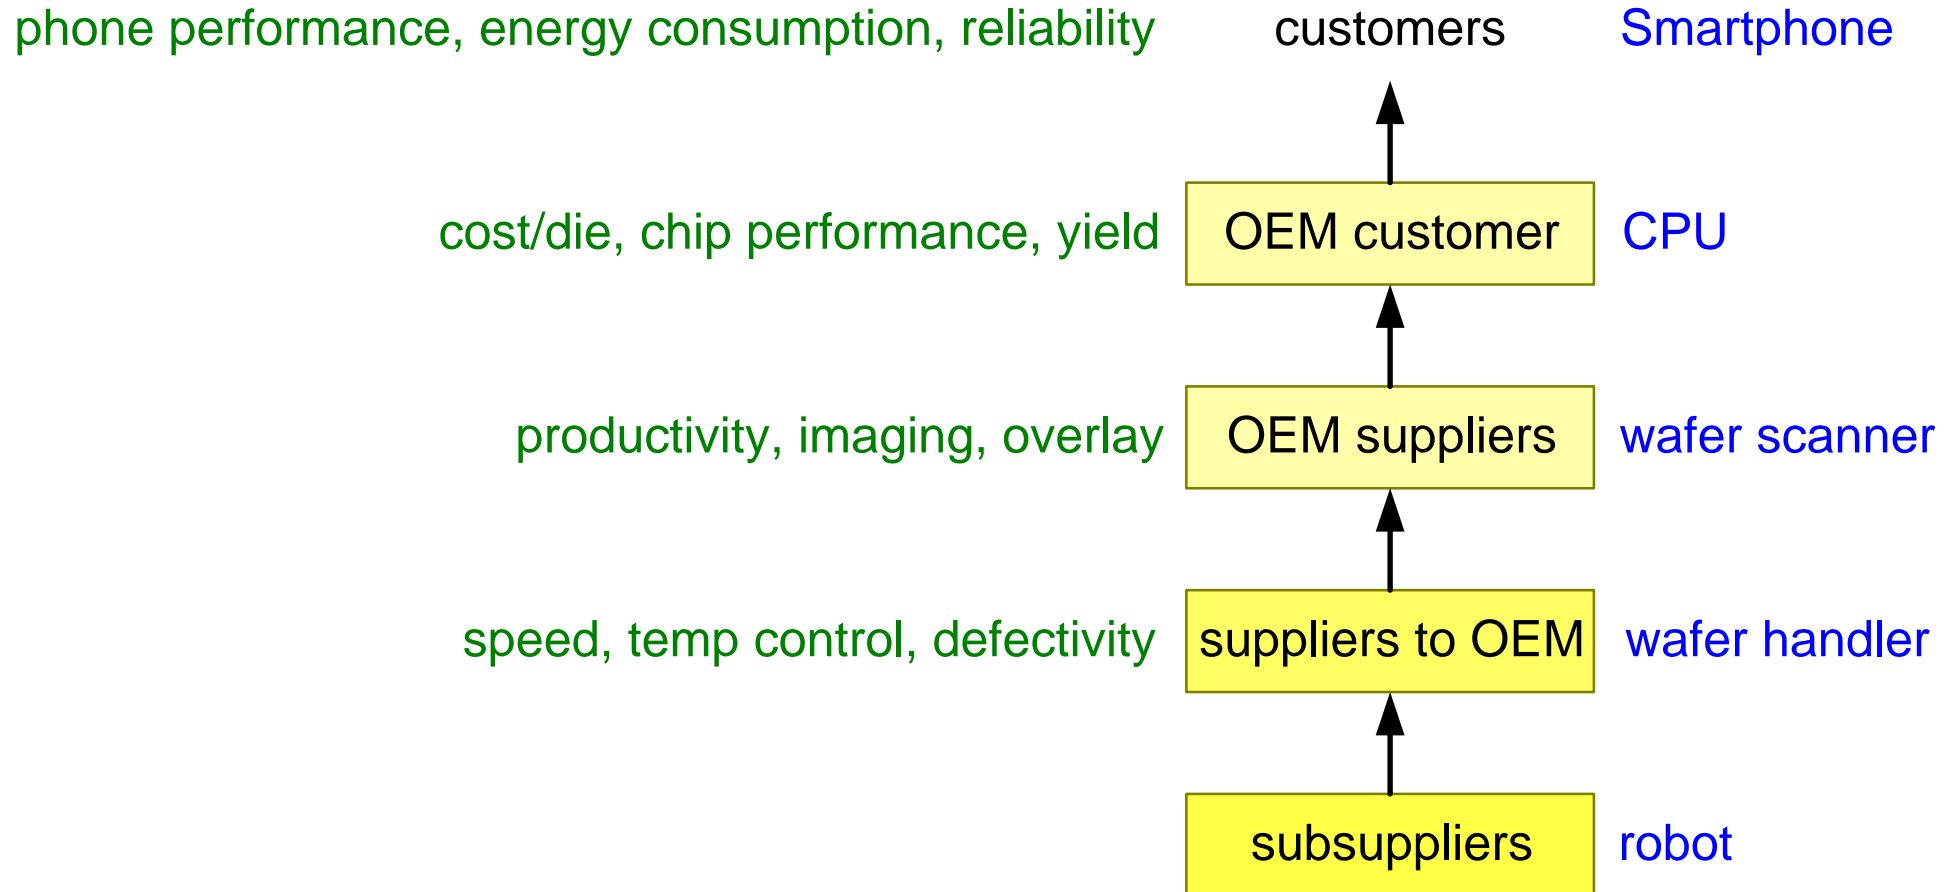 phone performance, energy consumption, reliability customers Smartphone
cost/die, chip performance, yield OEM customer CPU
productivity, imaging, overlay OEM suppliers wafer scanner
speed, temp control, defectivity suppliers to OEM wafer handler
subsuppliers robot